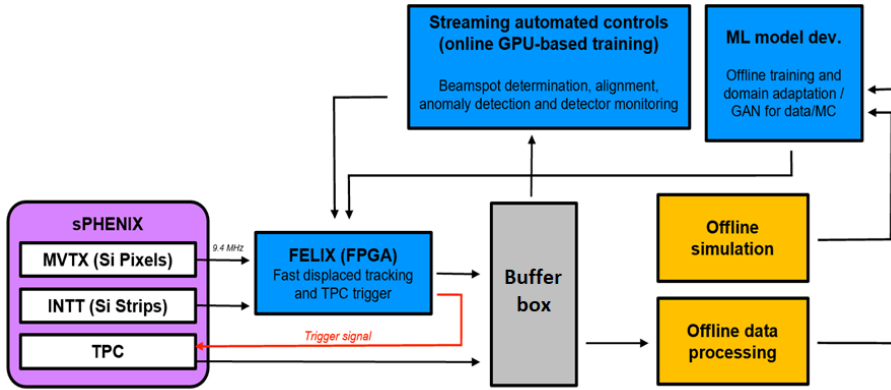 Streaming automated controls
(online GPU-based training)
Beamspot determination, alignment,
anomaly detection and detector monitoring
ML model dev.
Offline training and
domain adaptation /
GAN for data/MC
sPHENIX
MVTX (Si Pixels)
INTT (Si Strips)
TPC
9.4 MHz
FELIX (FPGA)
Fast displaced tracking
and TPC trigger
Trigger signal
Buffer
box
Offline
simulation
Offline data
processing